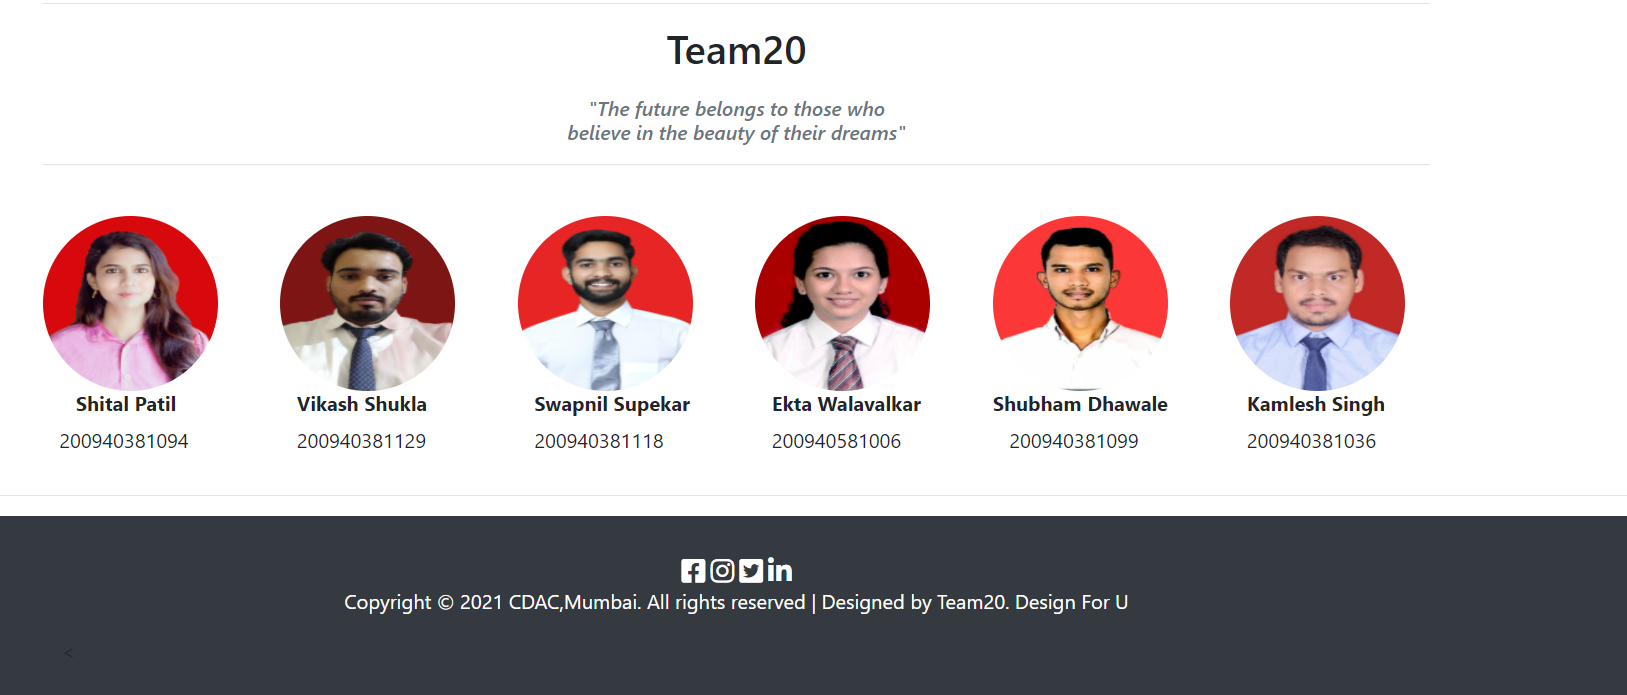 Team20
"The future belongs to those who
believe in the beauty of their dreams"
Shital Patil
Vikash Shukla
Swapnil Supekar
Ekta Walavalkar
Shubham Dhawale
Kamlesh Singh
200940381094
200940381129
200940381118
200940581006
200940381099
200940381036
Copyright © 2021 CDAC,Mumbai. All rights reserved | Designed by Team20. Design For U
<